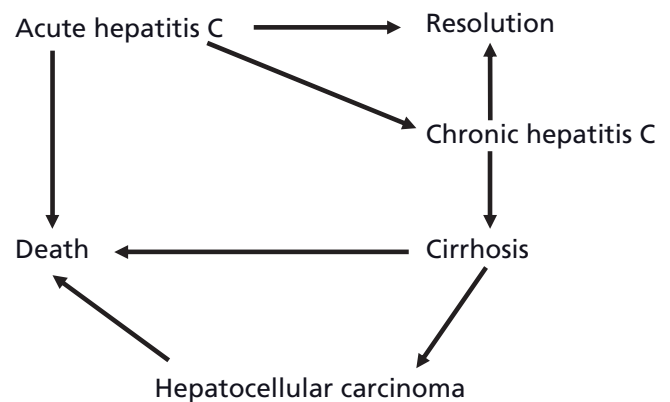 Acute hepatitis C
Resolution
Chronic hepatitis C
Death
Cirrhosis
Hepatocellular carcinoma